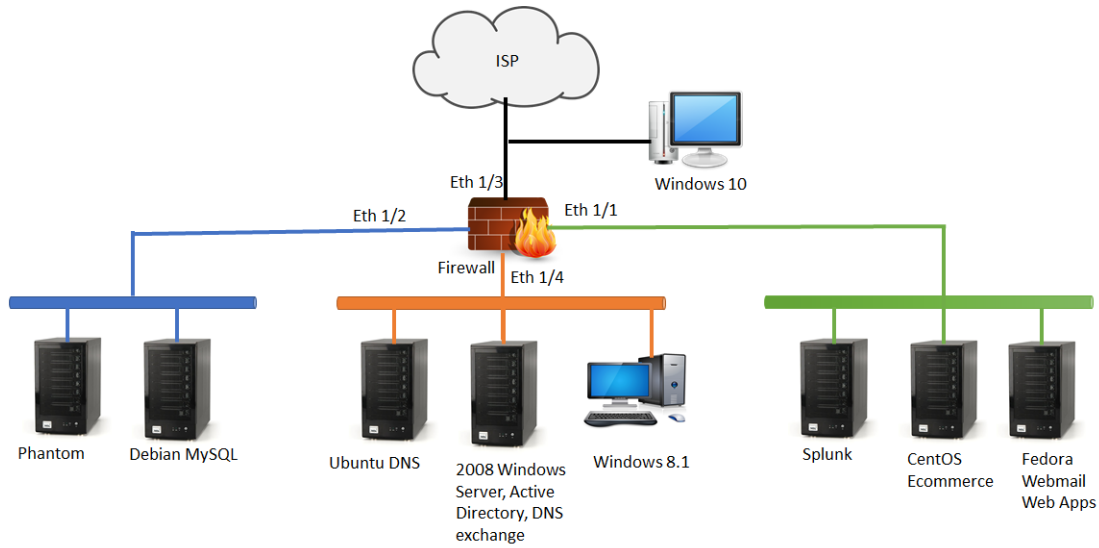 ISP
Windows 10
Eth 1/3
Eth 1/2
Eth 1/1
Firewall
Eth 1/4
Phantom
Debian MySQL
Ubuntu DNS
2008 Windows
Server, Active
Directory, DNS
exchange
Windows 8.1
Splunk
CentOS
Ecommerce
Fedora
Webmail
Web Apps